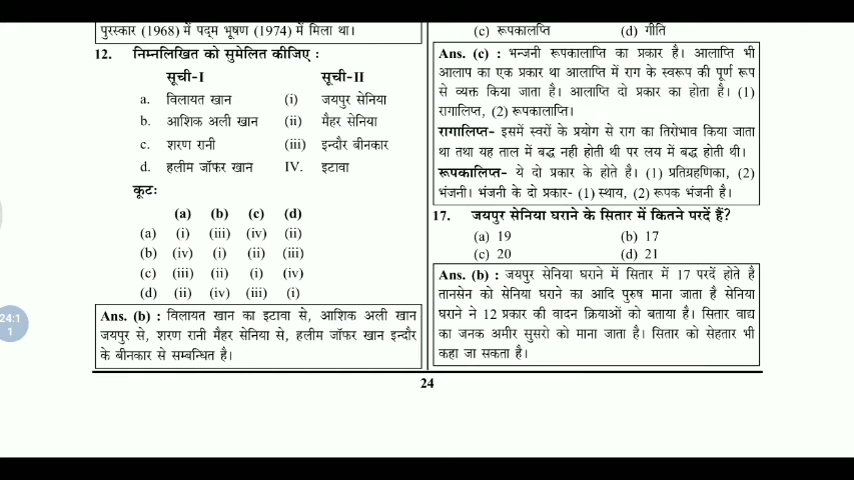 पुरस्कार (1968) में पद्म भूषण (1974) में मिला था।
12. निम्नलिखित को सुमेलित कीजिए :
सूची-I सूची-II
a. विलायत खान (i) जयपुर सेनिया
b. आशिक अली खान (ii) मैहर सेनिया
c. शरण रानी (iii) इन्दौर बीनकार
d. हलीम जॉफर खान IV. इटावा
कूटः
(a) (b) (c) (d)
(a) (i) (iii) (iv) (ii)
(b) (iv) (i) (ii) (iii)
(c) (iii) (ii) (i) (iv)
(d) (ii) (iv) (iii) (i)
Ans. (b) : विलायत खान का इटावा से, आशिक अली खान
जयपुर से, शरण रानी मैहर सेनिया से, हलीम जॉफर खान इन्दौर
के बीनकार से सम्बन्धित है।
(c) रूपकालप्ति (d) गीति
Ans. (c) : भन्जनी रूपकालाप्ति का प्रकार है। आलाप्ति भी
आलाप का एक प्रकार था आलाप्ति में राग के स्वरूप की पूर्ण रूप
से व्यक्त किया जाता है। आलाप्ति दो प्रकार का होता है। (1)
रागालिप्त, (2) रूपकालाप्ति।
रागालिप्त- इसमें स्वरों के प्रयोग से राग का तिरोभाव किया जाता
था तथा यह ताल में बद्ध नही होती थी पर लय में बद्ध होती थी।
रूपकालिप्त- ये दो प्रकार के होते है। (1) प्रतिग्रहणिका, (2)
भंजनी। भंजनी के दो प्रकार- (1) स्थाय, (2) रूपक भंजनी है।
17. जयपुर सेनिया घराने के सितार में कितने परदें हैं?
(a) 19 (b) 17
(c) 20 (d) 21
Ans. (b) : जयपुर सेनिया घराने में सितार में 17 परदें होते है
तानसेन को सेनिया घराने का आदि पुरुष माना जाता है सेनिया
घराने ने 12 प्रकार की वादन क्रियाओं को बताया है। सितार वाद्य
का जनक अमीर सुसरो को माना जाता है। सितार को सेहतार भी
कहा जा सकता है।
24
24:1
1